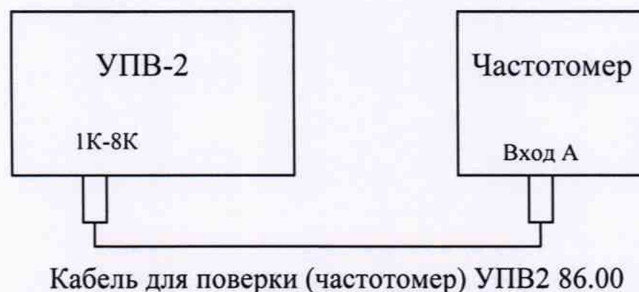 УПВ-2
Частотомер
1К-8К
Вход А
Кабель для поверки (частотомер) УПВ2 86.00